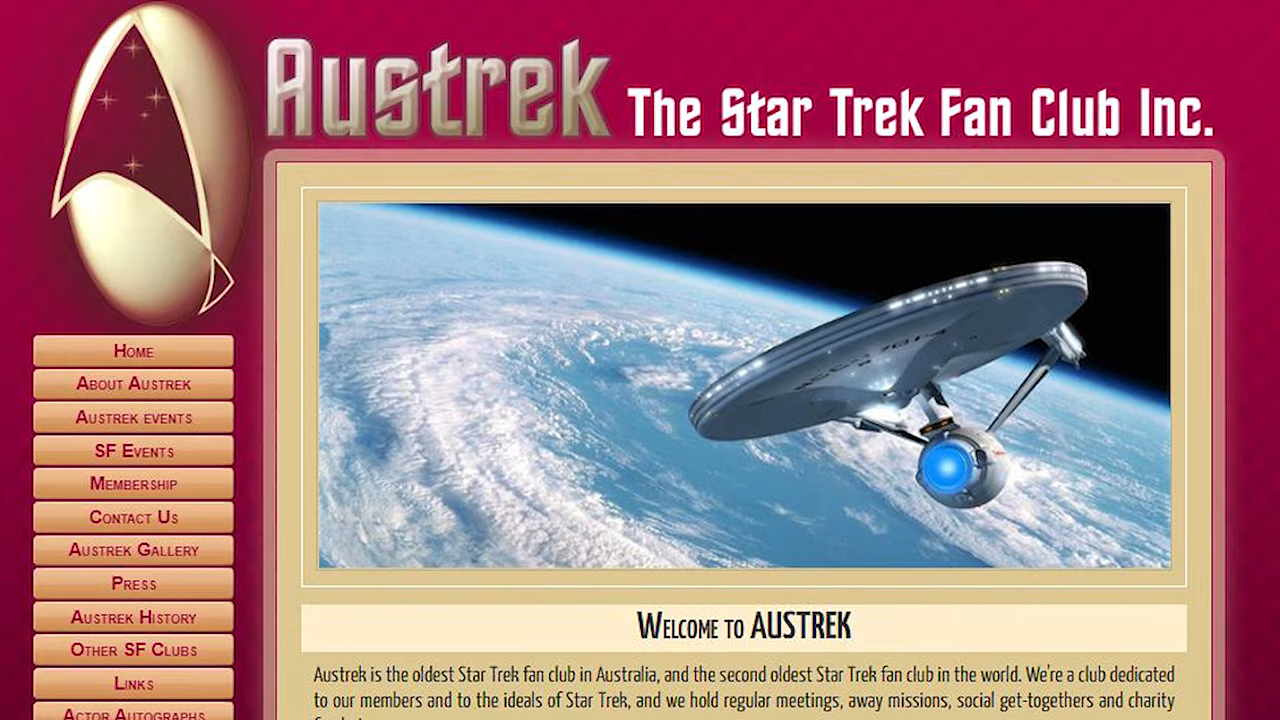 Austrek The Star Trek Fan Club Inc.
Home
About Austrek
Austrek events
SF Events
Membership
Contact Us
Austrek Gallery
Press
Austrek History
Other SF Clubs
Links
Actor Autographs
Welcome to AUSTREK
Austrek is the oldest Star Trek fan club in Australia, and the second oldest Star Trek fan club in the world. We're a club dedicated
to our members and to the ideals of Star Trek, and we hold regular meetings, away missions, social get-togethers and charity